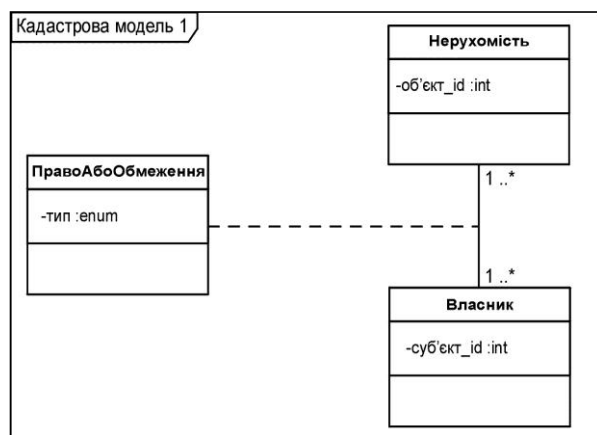 Кадастрова модель 1
Нерухомість
-об'єкт_id :int
ПравоАбоОбмеження
-тип :enum
1 ..*
1 ..*
Власник
-суб'єкт_id :int